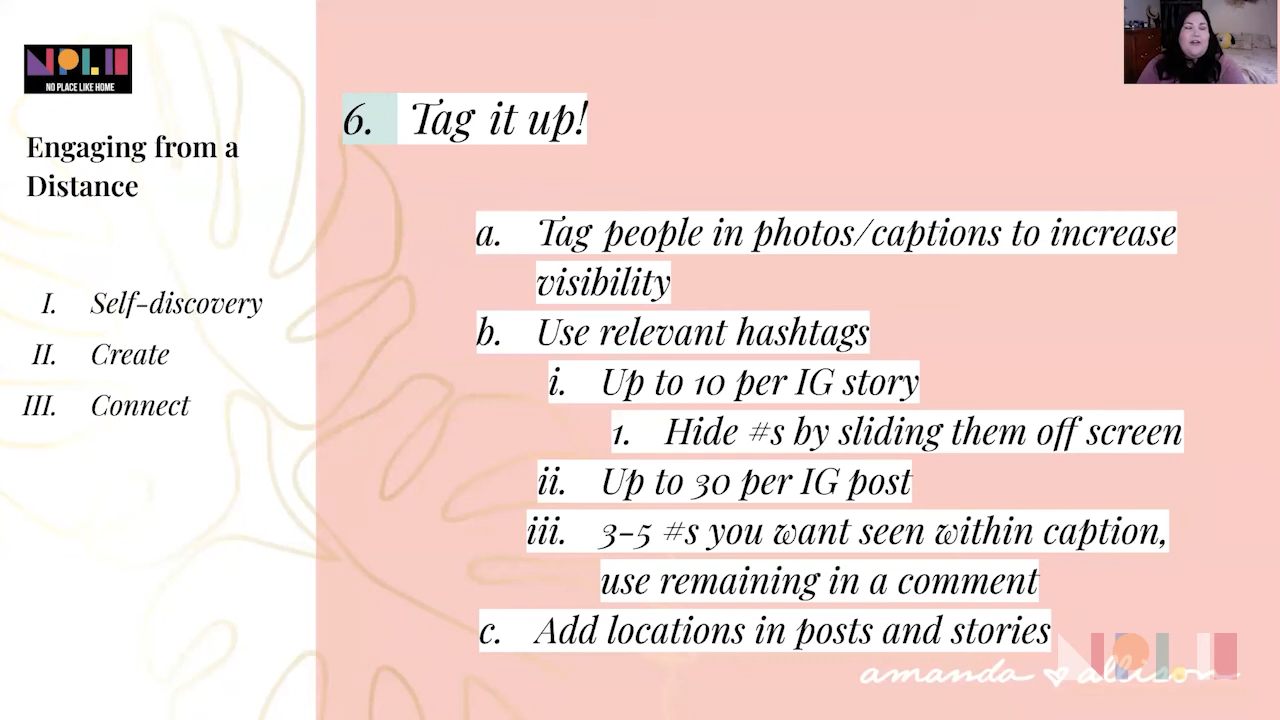 NPLH
NO PLACE LIKE HOME
Engaging from a
Distance
I. Self-discovery
II. Create
III. Connect
6. Tag it up!
a. Tag people in photos/captions to increase
visibility
b. Use relevant hashtags
i. Up to 10 per IG story
1. Hide #s by sliding them off screen
ii. Up to 30 per IG post
iii. 3-5 #s you want seen within caption,
use remaining in a comment
c. Add locations in posts and stories
NPLH
amanda ♡ allison